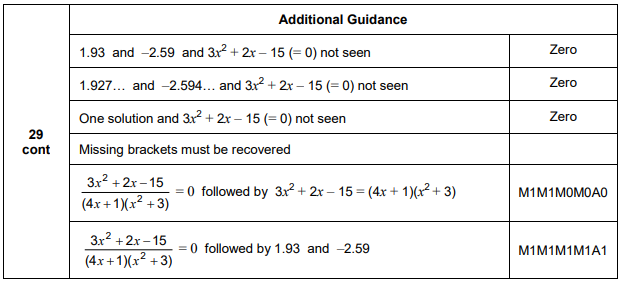 Additional Guidance
1.93 and –2.59 and 3x² + 2x – 15 (= 0) not seen Zero
1.927… and –2.594… and 3x² + 2x – 15 (= 0) not seen Zero
One solution and 3x² + 2x – 15 (= 0) not seen Zero
29
cont
Missing brackets must be recovered
3x² + 2x – 15
(4x + 1)(x² + 3)
= 0 followed by 3x² + 2x – 15 = (4x + 1)(x² + 3) M1M1M0M0A0
3x² + 2x – 15
(4x + 1)(x² + 3)
= 0 followed by 1.93 and –2.59 M1M1M1M1A1